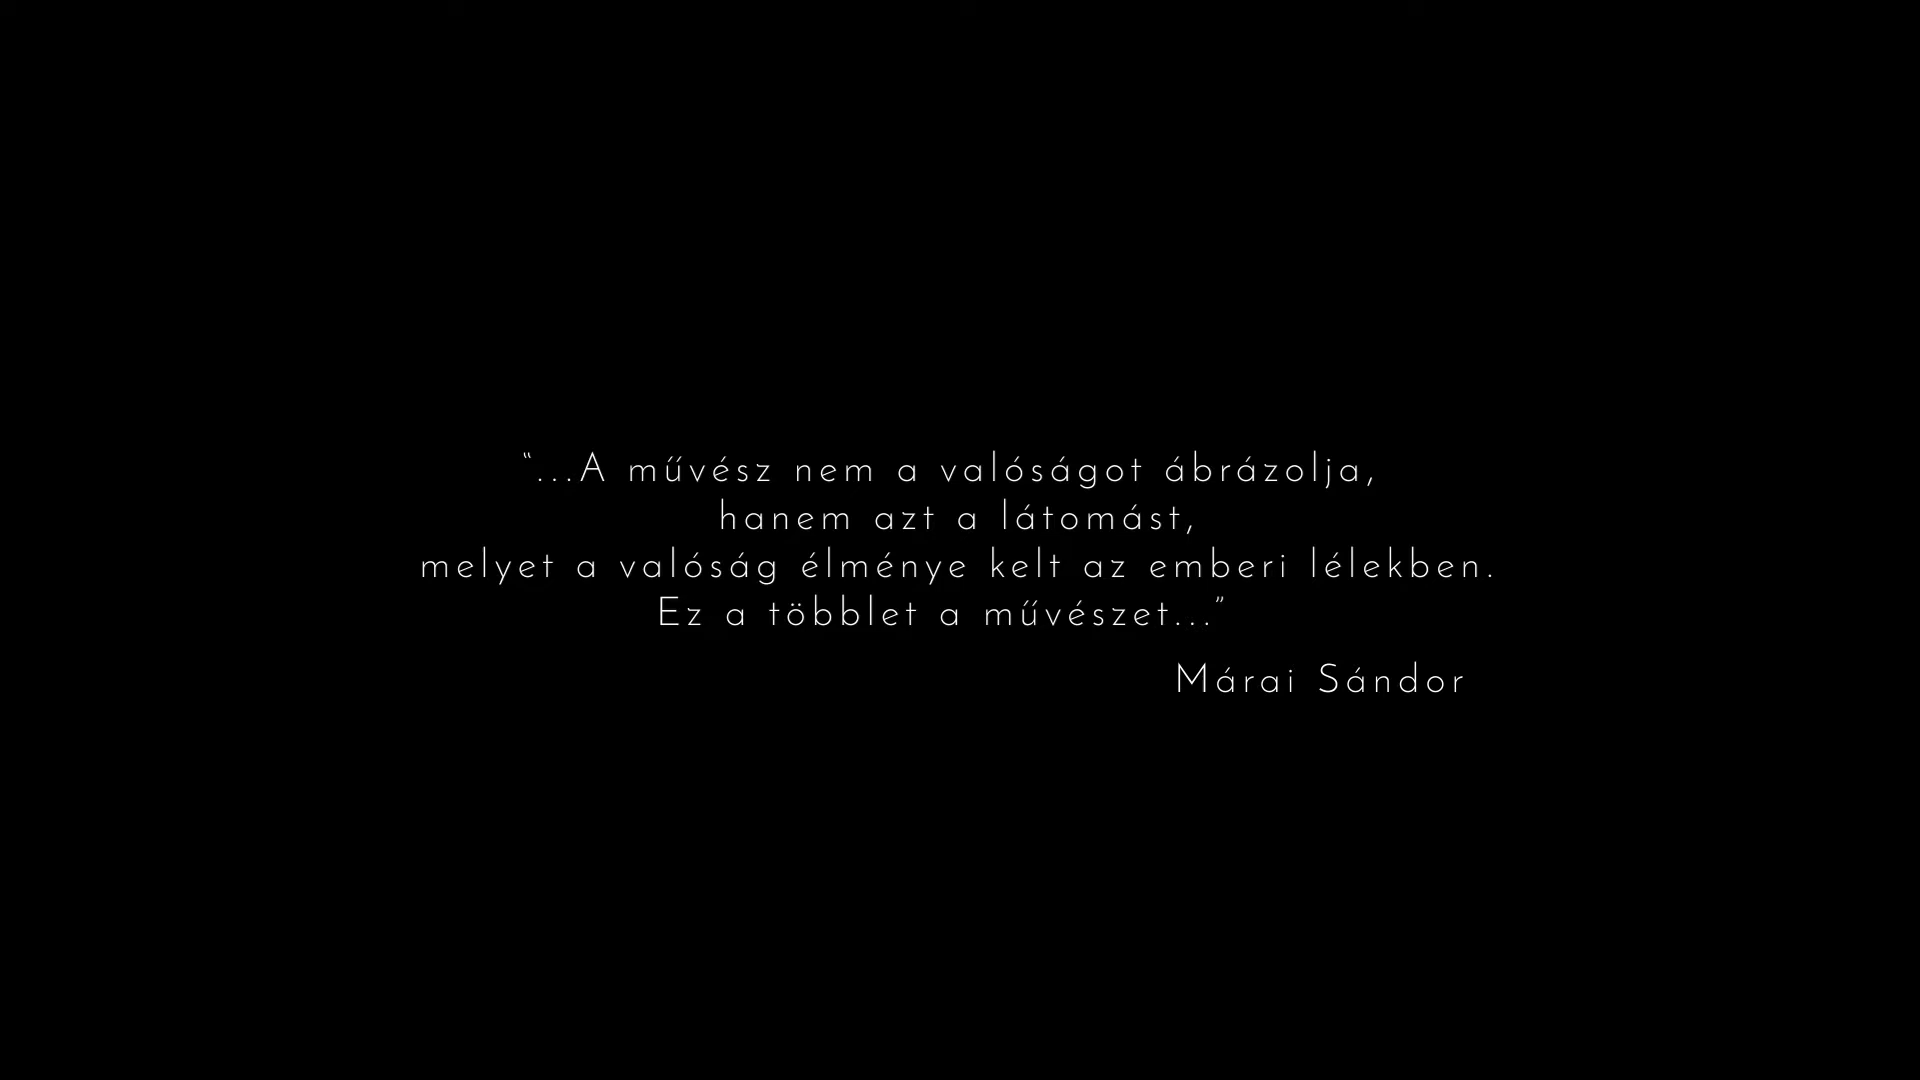 “...A művész nem a valóságot ábrázolja,
hanem azt a látomást,
melyet a valóság élménye kelt az emberi lélekben.
Ez a többlet a művészet...”
Márai Sándor